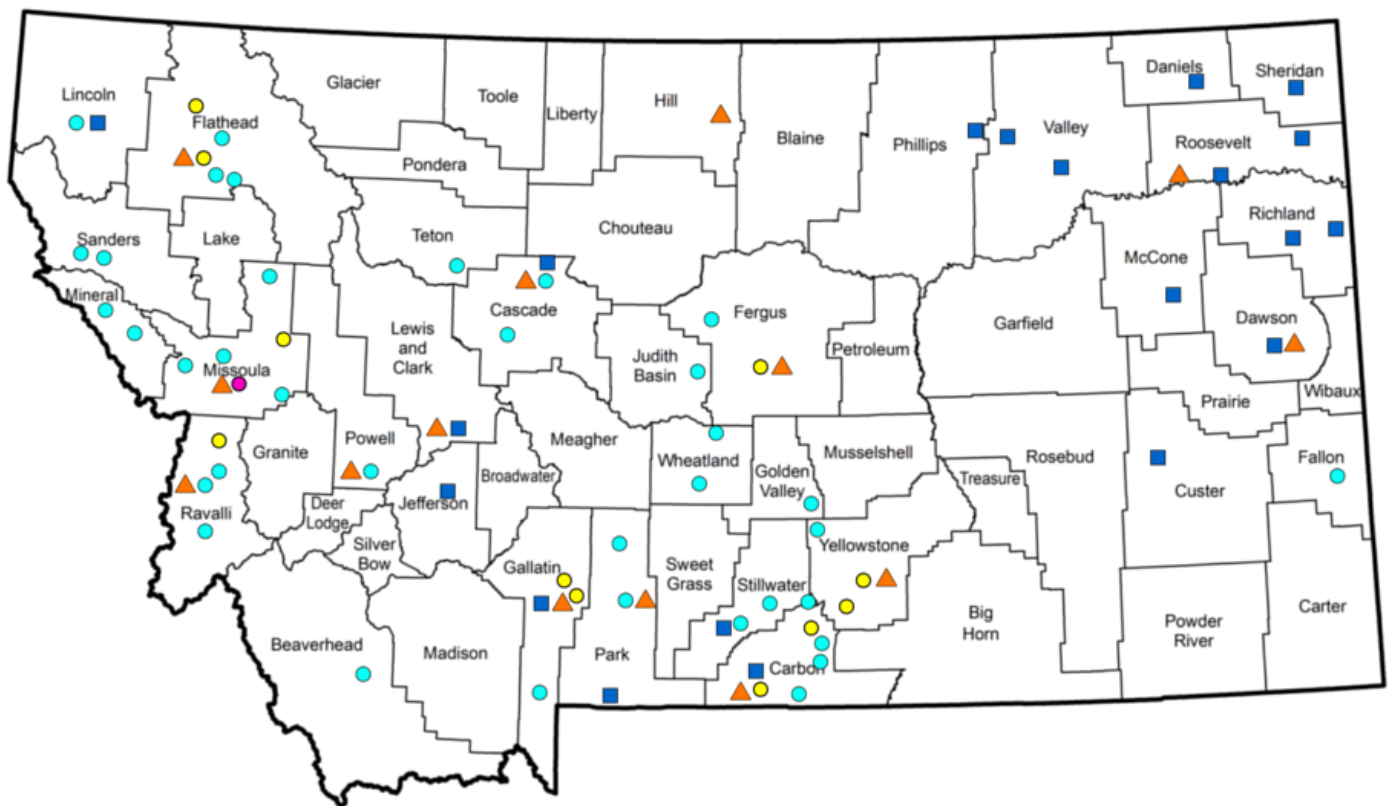 Daniels
Sheridan
Glacier
Lincoln
Toole
Hill
Liberty
Flathead
Valley
Blaine
Phillips
Roosevelt
Pondera
Richland
Chouteau
Teton
Sanders
Lake
McCone
Mineral
Cascade
Fergus
Dawson
Garfield
Lewis
and
Clark
Petroleum
Judith
Basin
Missoula
Wibaux
Prairie
Powell
Meagher
Granite
Musselshell
Rosebud
Fallon
Wheatland
Golden
Valley
Broadwater
Treasure
Custer
Jefferson
Deer
Lodge
Ravalli
Silver
Bow
Yellowstone
Gallatin
Sweet
Grass
Stillwater
Carter
Big
Horn
Powder
River
Beaverhead
Madison
Park
Carbon